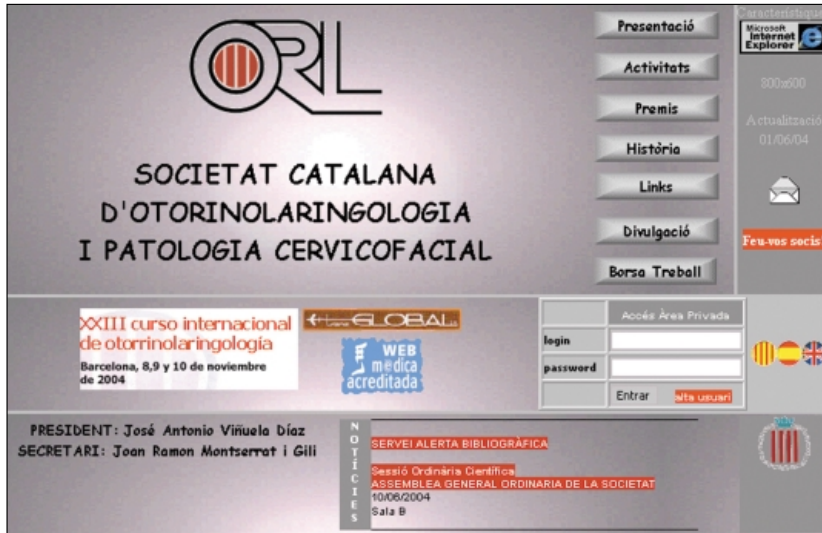 ORL
SOCIETAT CATALANA
D'OTORINOLARINGOLOGIA
I PATOLOGIA CERVICOFACIAL
Presentació
Activitats
Premis
Història
Links
Divulgació
Borsa Treball
Característique
Microsoft
Internet
Explorer
800x600
Actualització
01/06/04
Feu-vos socis
XXIII curso internacional
de otorrinolaringología
Barcelona, 8,9 y 10 de noviembre
de 2004
GLOBAL
WEB
médica
acreditada
Accés Àrea Privada
login
password
Entrar alta usuari
PRESIDENT: José Antonio Viñuela Díaz
SECRETARI: Joan Ramon Montserrat i Gili
NOTÍCIES
SERVEI ALERTA BIBLIOGRÀFICA
Sessió Ordinària Científica
ASSEMBLEA GENERAL ORDINARIA DE LA SOCIETAT
10/06/2004
Sala B